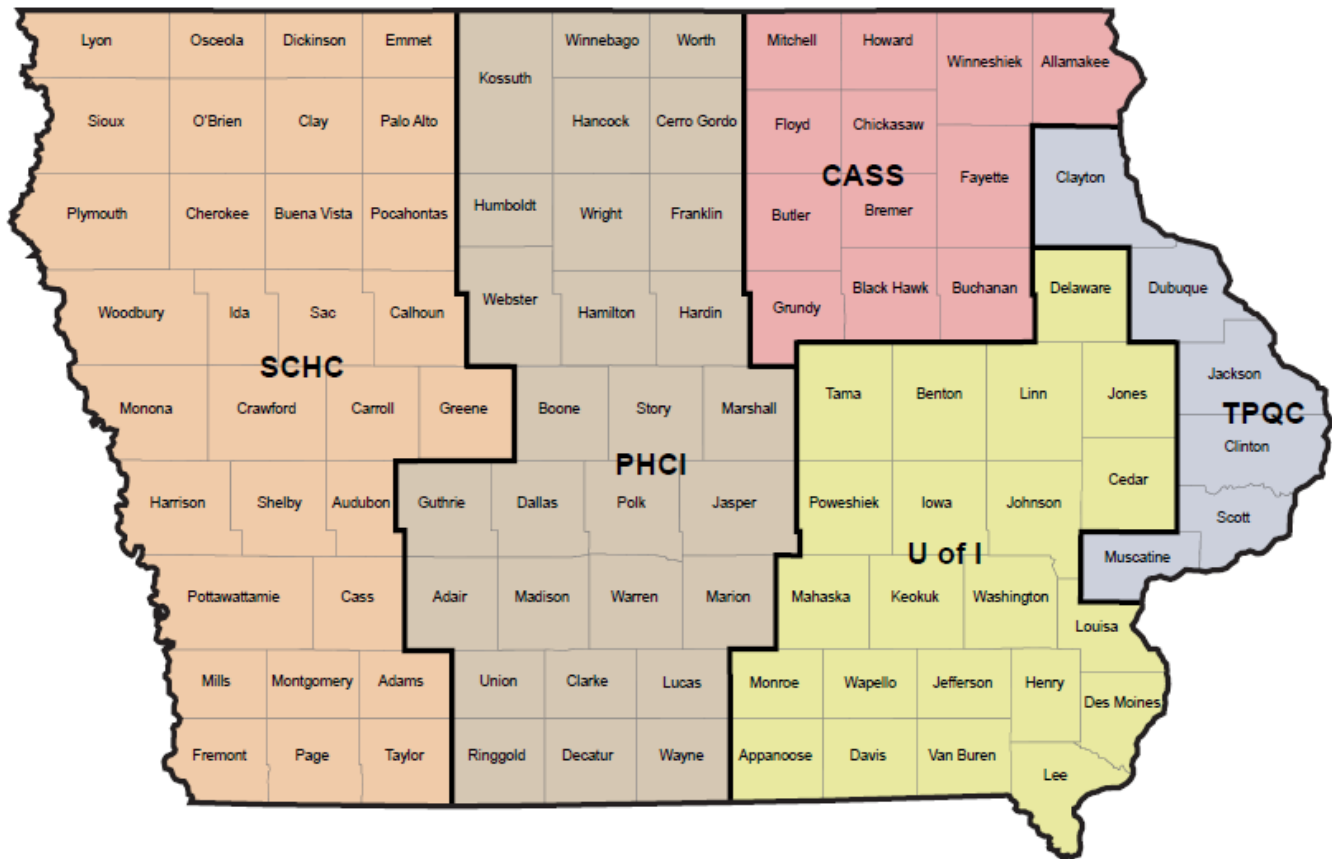 Lyon
Osceola
Dickinson
Emmet
Kossuth
Winnebago
Worth
Mitchell
Howard
Winneshiek
Allamakee
Sioux
O'Brien
Clay
Palo Alto
Hancock
Cerro Gordo
Floyd
Chickasaw
CASS
Fayette
Clayton
Plymouth
Cherokee
Buena Vista
Pocahontas
Humboldt
Wright
Franklin
Butler
Bremer
Woodbury
Ida
Sac
Calhoun
Webster
Hamilton
Hardin
Grundy
Black Hawk
Buchanan
Delaware
Dubuque
SCHC
Monona
Crawford
Carroll
Greene
Boone
Story
Marshall
Tama
Benton
Linn
Jones
Jackson
TPQC
Clinton
PHCI
Harrison
Shelby
Audubon
Guthrie
Dallas
Polk
Jasper
Poweshiek
Iowa
Johnson
Cedar
Scott
U of I
Muscatine
Pottawattamie
Cass
Adair
Madison
Warren
Marion
Mahaska
Keokuk
Washington
Louisa
Mills
Montgomery
Adams
Union
Clarke
Lucas
Monroe
Wapello
Jefferson
Henry
Des Moines
Fremont
Page
Taylor
Ringgold
Decatur
Wayne
Appanoose
Davis
Van Buren
Lee